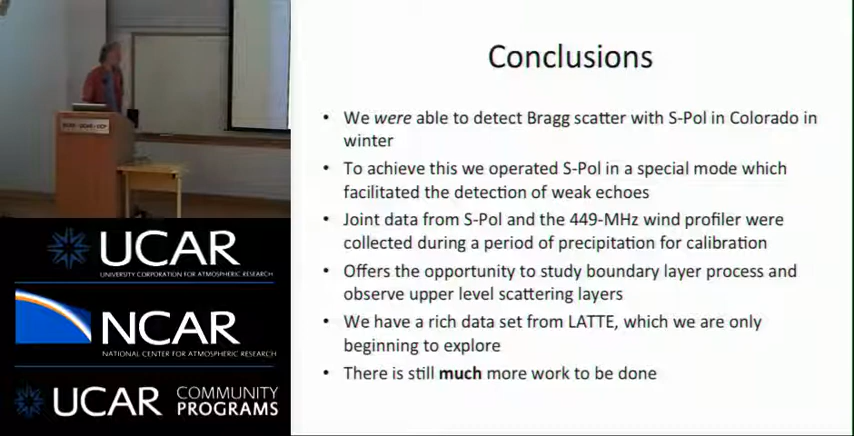 Conclusions
• We were able to detect Bragg scatter with S-Pol in Colorado in
winter
• To achieve this we operated S-Pol in a special mode which
facilitated the detection of weak echoes
• Joint data from S-Pol and the 449-MHz wind profiler were
collected during a period of precipitation for calibration
• Offers the opportunity to study boundary layer process and
observe upper level scattering layers
• We have a rich data set from LATTE, which we are only
beginning to explore
• There is still much more work to be done
UCAR
UNIVERSITY CORPORATION FOR ATMOSPHERIC RESEARCH
NCAR
NATIONAL CENTER FOR ATMOSPHERIC RESEARCH
UCAR COMMUNITY
PROGRAMS